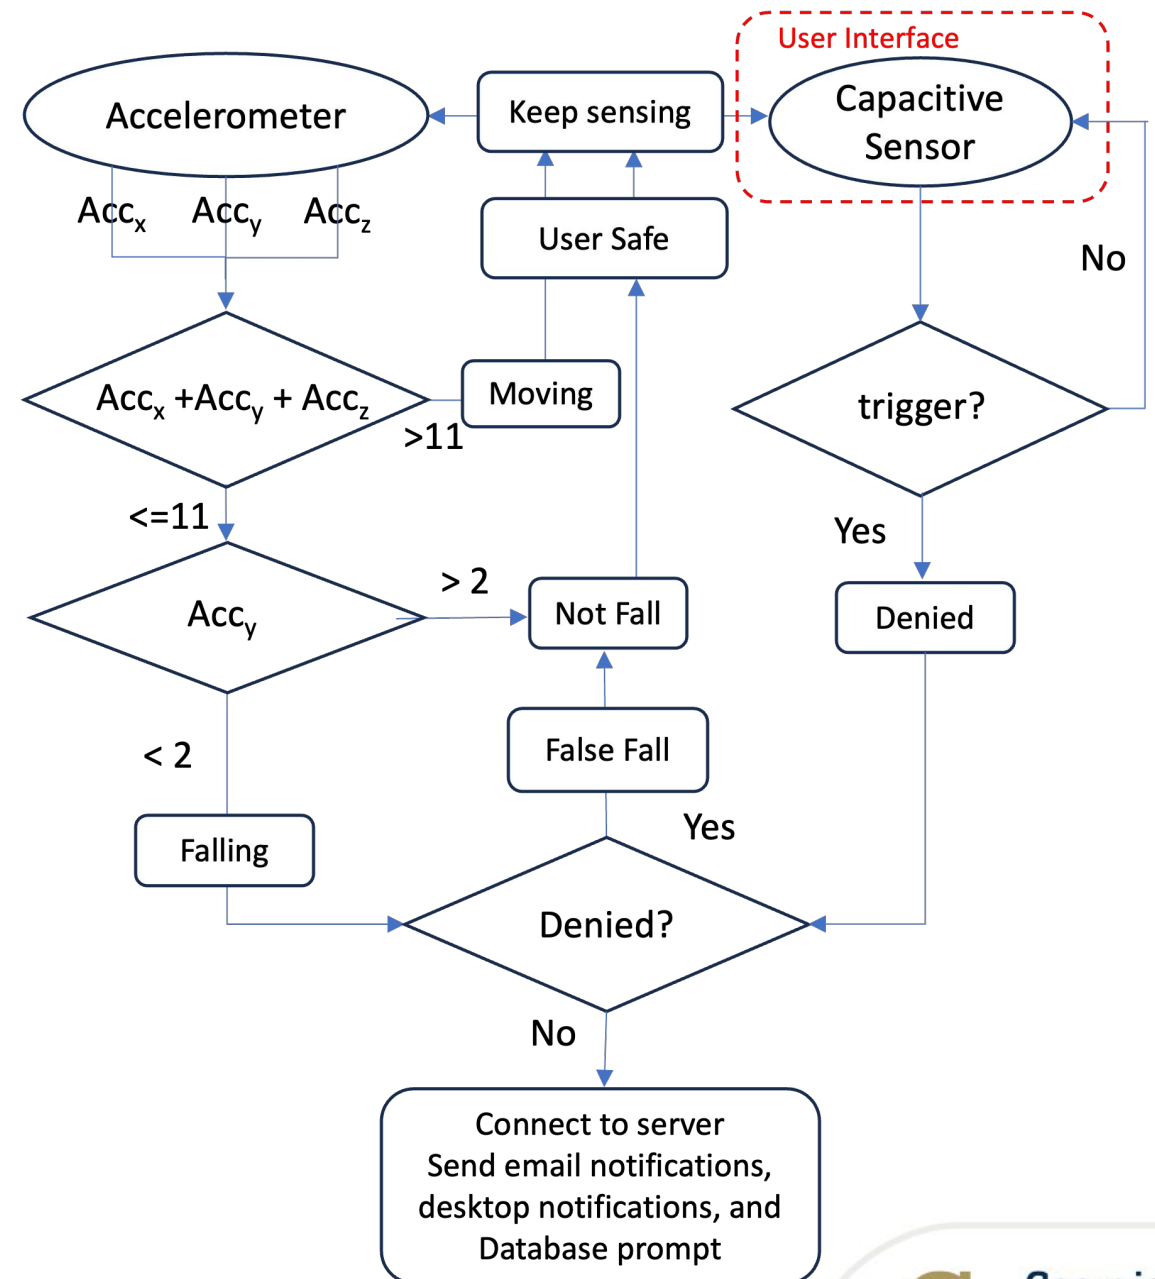 User Interface
Accelerometer
Keep sensing
Capacitive
Sensor
Accx
Accy
Accz
User Safe
No
Accx +Accy + Accz
>11
Moving
trigger?
<=11
Yes
Accy
> 2
Not Fall
Denied
< 2
False Fall
Falling
Yes
Denied?
No
Connect to server
Send email notifications,
desktop notifications, and
Database prompt